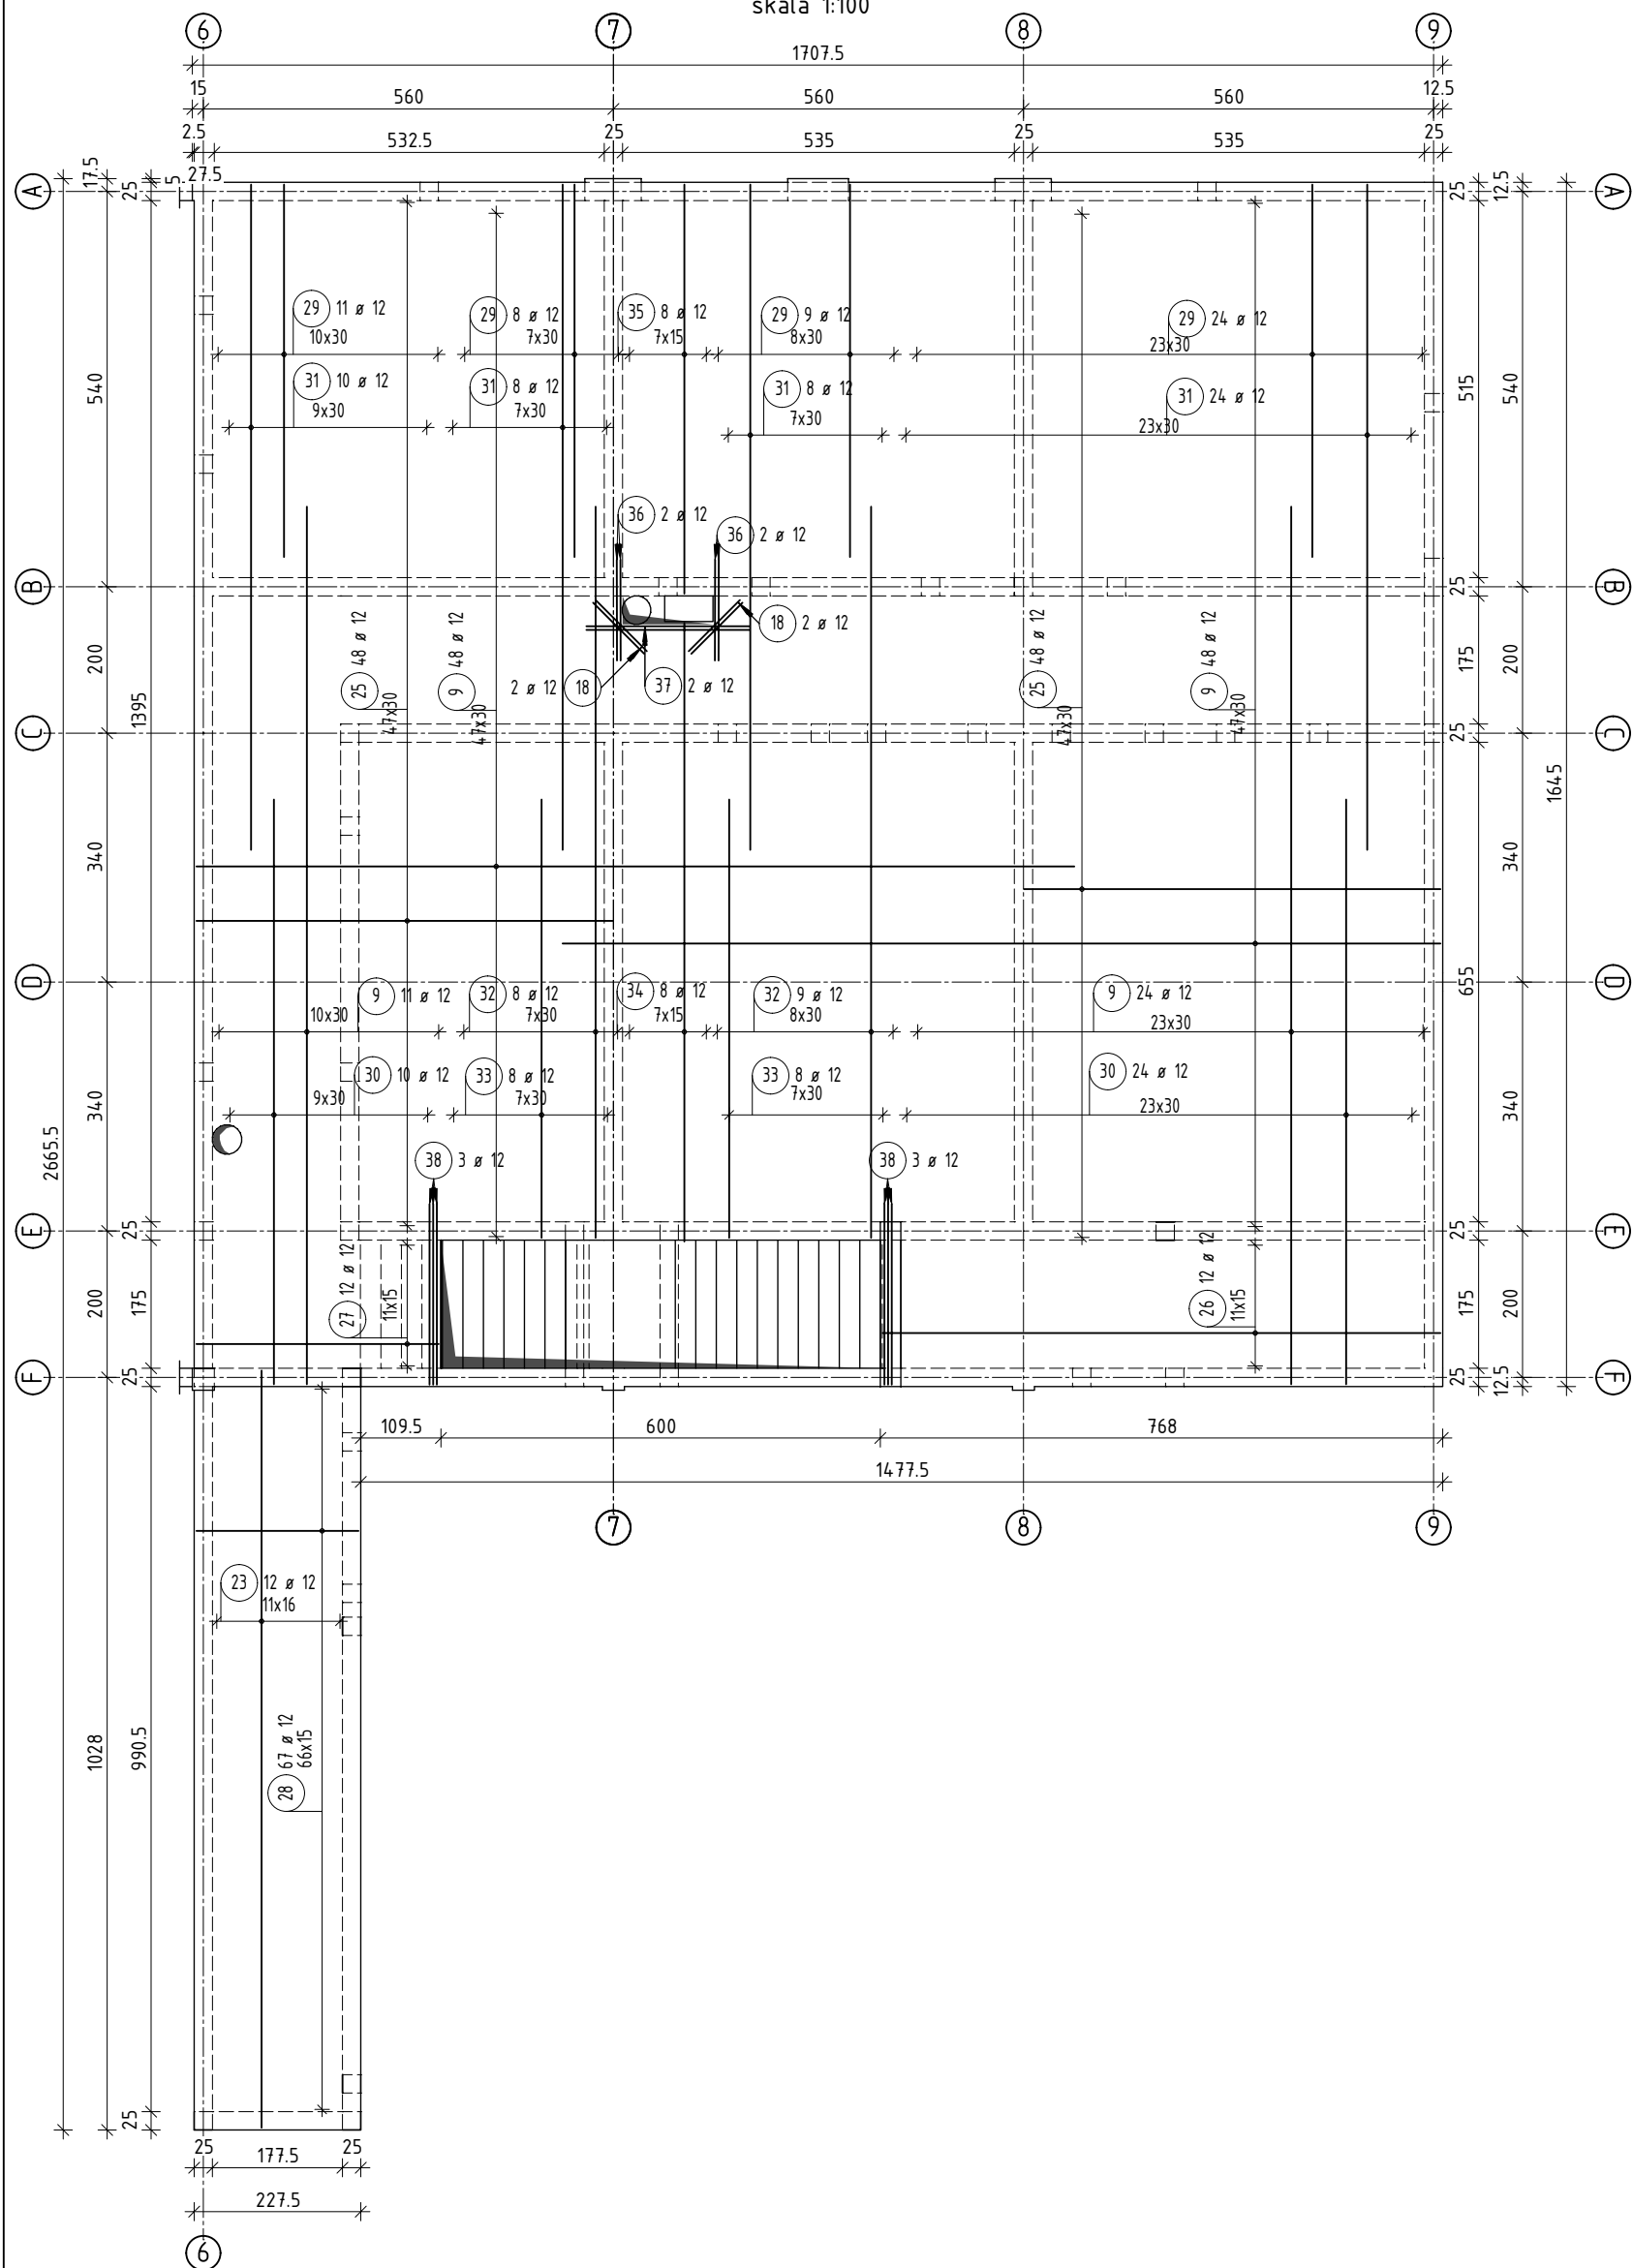 skala 1:100
6 7 8 9
1707.5
15 560 560 560 12.5
2.5 532.5 25 535 25 535 25
17.5 5 27.5
A 25 25 12.5 A
29 11 ø 12
10x30
29 8 ø 12
7x30
35 8 ø 12
7x15
29 9 ø 12
8x30
29 24 ø 12
23x30
31 10 ø 12
9x30
31 8 ø 12
7x30
31 8 ø 12
7x30
31 24 ø 12
23x30
540 515 540
36 2 ø 12
36 2 ø 12
B 25 B
18 2 ø 12
2 ø 12 18
37 2 ø 12
25 48 ø 12
47x30
9 48 ø 12
47x30
25 48 ø 12
47x30
9 48 ø 12
47x30
200 175 200
1395
C 25 C
1645
340 340
D 655 D
9 11 ø 12
10x30
32 8 ø 12
7x30
34 8 ø 12
7x15
32 9 ø 12
8x30
9 24 ø 12
23x30
30 10 ø 12
9x30
33 8 ø 12
7x30
33 8 ø 12
7x30
30 24 ø 12
23x30
340 340
2665.5
38 3 ø 12
38 3 ø 12
E 25 25 E
27 12 ø 12
11x15
26 12 ø 12
11x15
200 175 175 200
F 25 25 12.5 F
109.5 600 768
1477.5
7 8 9
23 12 ø 12
11x16
28 67 ø 12
66x15
1028 990.5
25
25 177.5 25
227.5
6